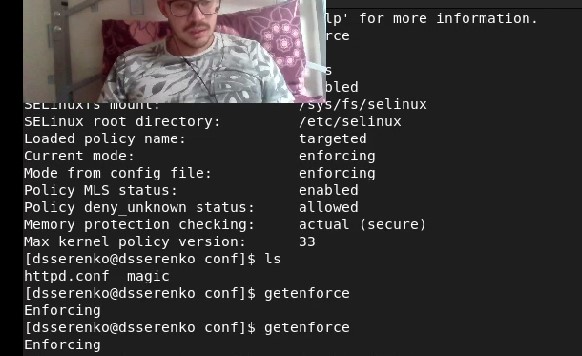 lp' for more information.
rce
s
bled
SELinuxfs mount: /sys/fs/selinux
SELinux root directory: /etc/selinux
Loaded policy name: targeted
Current mode: enforcing
Mode from config file: enforcing
Policy MLS status: enabled
Policy deny_unknown status: allowed
Memory protection checking: actual (secure)
Max kernel policy version: 33
[dsserenko@dsserenko conf]$ ls
httpd.conf magic
[dsserenko@dsserenko conf]$ getenforce
Enforcing
[dsserenko@dsserenko conf]$ getenforce
Enforcing